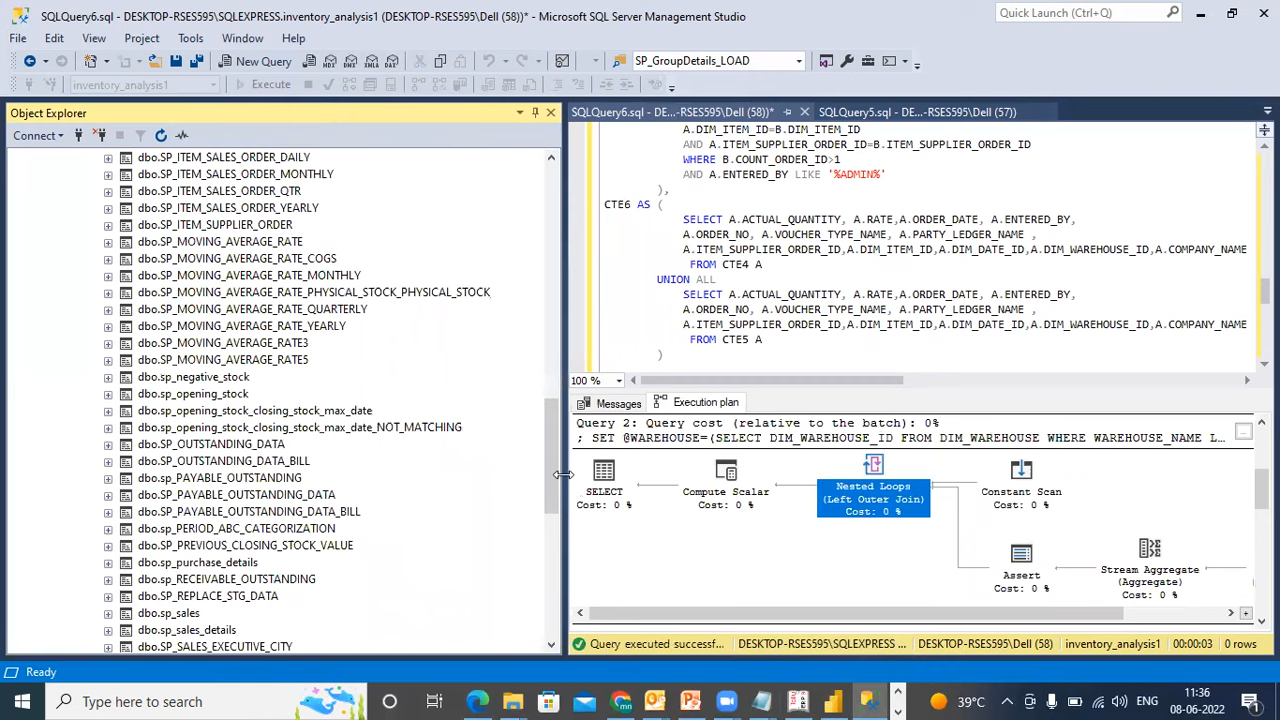 SQLQuery6.sql - DESKTOP-RSES595\SQLEXPRESS.inventory_analysis1 (DESKTOP-RSES595\Dell (58))* - Microsoft SQL Server Management Studio
Quick Launch (Ctrl+Q)
File Edit View Project Tools Window Help
New Query
MDX DMX XMLA DAX
SP_GroupDetails_LOAD
inventory_analysis1
Execute
Object Explorer
Connect
dbo.SP_ITEM_SALES_ORDER_DAILY
dbo.SP_ITEM_SALES_ORDER_MONTHLY
dbo.SP_ITEM_SALES_ORDER_QTR
dbo.SP_ITEM_SALES_ORDER_YEARLY
dbo.SP_ITEM_SUPPLIER_ORDER
dbo.SP_MOVING_AVERAGE_RATE
dbo.SP_MOVING_AVERAGE_RATE_COGS
dbo.SP_MOVING_AVERAGE_RATE_MONTHLY
dbo.SP_MOVING_AVERAGE_RATE_PHYSICAL_STOCK_PHYSICAL_STOCK
dbo.SP_MOVING_AVERAGE_RATE_QUARTERLY
dbo.SP_MOVING_AVERAGE_RATE_YEARLY
dbo.SP_MOVING_AVERAGE_RATE3
dbo.SP_MOVING_AVERAGE_RATE5
dbo.sp_negative_stock
dbo.sp_opening_stock
dbo.sp_opening_stock_closing_stock_max_date
dbo.sp_opening_stock_closing_stock_max_date_NOT_MATCHING
dbo.SP_OUTSTANDING_DATA
dbo.SP_OUTSTANDING_DATA_BILL
dbo.sp_PAYABLE_OUTSTANDING
dbo.SP_PAYABLE_OUTSTANDING_DATA
dbo.SP_PAYABLE_OUTSTANDING_DATA_BILL
dbo.sp_PERIOD_ABC_CATEGORIZATION
dbo.SP_PREVIOUS_CLOSING_STOCK_VALUE
dbo.sp_purchase_details
dbo.sp_RECEIVABLE_OUTSTANDING
dbo.SP_REPLACE_STG_DATA
dbo.sp_sales
dbo.sp_sales_details
dbo.SP_SALES_EXECUTIVE_CITY
SQLQuery6.sql - DE...-RSES595\Dell (58))*
SQLQuery5.sql - DE...-RSES595\Dell (57))
A.DIM_ITEM_ID=B.DIM_ITEM_ID
AND A.ITEM_SUPPLIER_ORDER_ID=B.ITEM_SUPPLIER_ORDER_ID
WHERE B.COUNT_ORDER_ID>1
AND A.ENTERED_BY LIKE '%ADMIN%'
),
CTE6 AS (
SELECT A.ACTUAL_QUANTITY, A.RATE,A.ORDER_DATE, A.ENTERED_BY,
A.ORDER_NO, A.VOUCHER_TYPE_NAME, A.PARTY_LEDGER_NAME ,
A.ITEM_SUPPLIER_ORDER_ID,A.DIM_ITEM_ID,A.DIM_DATE_ID,A.DIM_WAREHOUSE_ID,A.COMPANY_NAME
FROM CTE4 A
UNION ALL
SELECT A.ACTUAL_QUANTITY, A.RATE,A.ORDER_DATE, A.ENTERED_BY,
A.ORDER_NO, A.VOUCHER_TYPE_NAME, A.PARTY_LEDGER_NAME ,
A.ITEM_SUPPLIER_ORDER_ID,A.DIM_ITEM_ID,A.DIM_DATE_ID,A.DIM_WAREHOUSE_ID,A.COMPANY_NAME
FROM CTE5 A
)
100 %
Messages
Execution plan
Query 2: Query cost (relative to the batch): 0%
; SET @WAREHOUSE=(SELECT DIM_WAREHOUSE_ID FROM DIM_WAREHOUSE WHERE WAREHOUSE_NAME L...
SELECT
Cost: 0 %
Compute Scalar
Cost: 0 %
Nested Loops
(Left Outer Join)
Cost: 0 %
Constant Scan
Cost: 0 %
Assert
Cost: 0 %
Stream Aggregate
(Aggregate)
Cost: 0 %
Query executed successf...
DESKTOP-RSES595\SQLEXPRESS ...
DESKTOP-RSES595\Dell (58)
inventory_analysis1
00:00:03
0 rows
Ready
Type here to search
39°C
ENG
11:36
08-06-2022